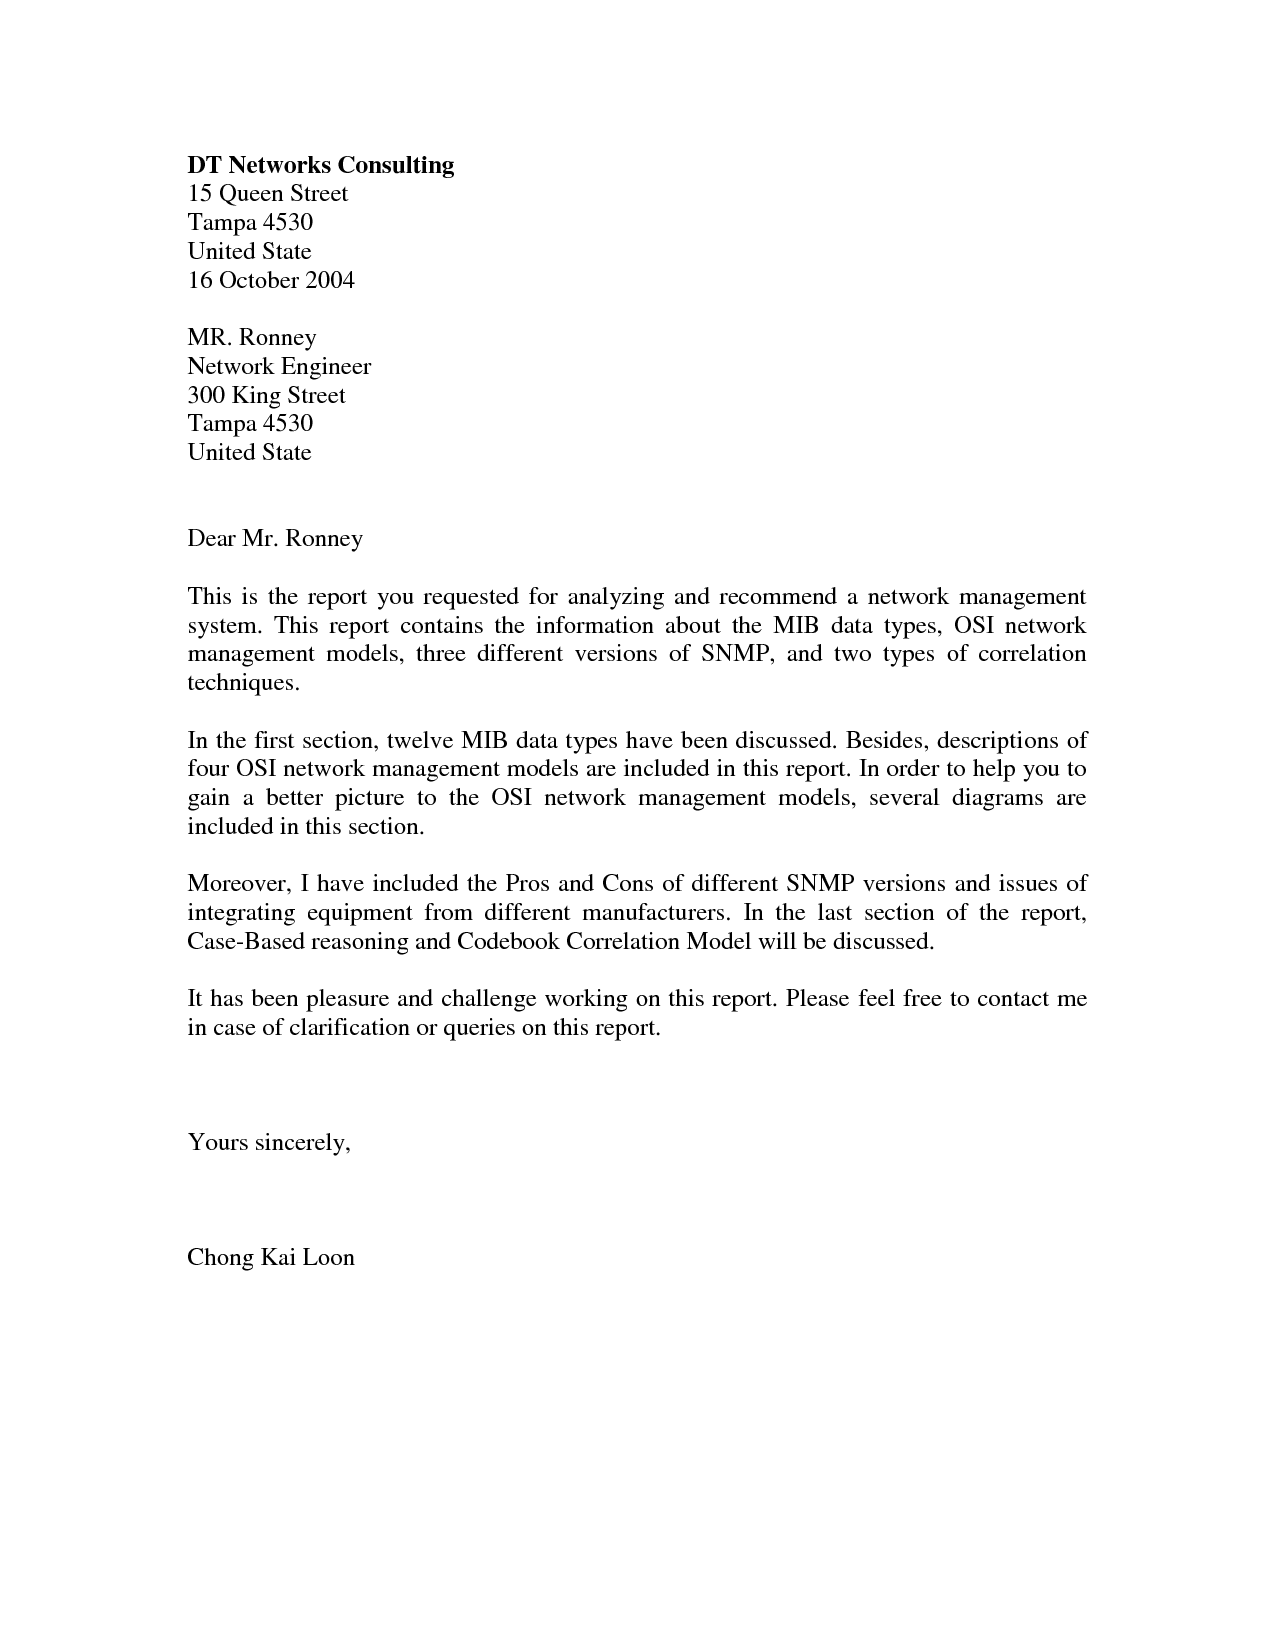 DT Networks Consulting
15 Queen Street
Tampa 4530
United State
16 October 2004
MR. Ronney
Network Engineer
300 King Street
Tampa 4530
United State
Dear Mr. Ronney
This is the report you requested for analyzing and recommend a network management
system. This report contains the information about the MIB data types, OSI network
management models, three different versions of SNMP, and two types of correlation
techniques.
In the first section, twelve MIB data types have been discussed. Besides, descriptions of
four OSI network management models are included in this report. In order to help you to
gain a better picture to the OSI network management models, several diagrams are
included in this section.
Moreover, I have included the Pros and Cons of different SNMP versions and issues of
integrating equipment from different manufacturers. In the last section of the report,
Case-Based reasoning and Codebook Correlation Model will be discussed.
It has been pleasure and challenge working on this report. Please feel free to contact me
in case of clarification or queries on this report.
Yours sincerely,
Chong Kai Loon